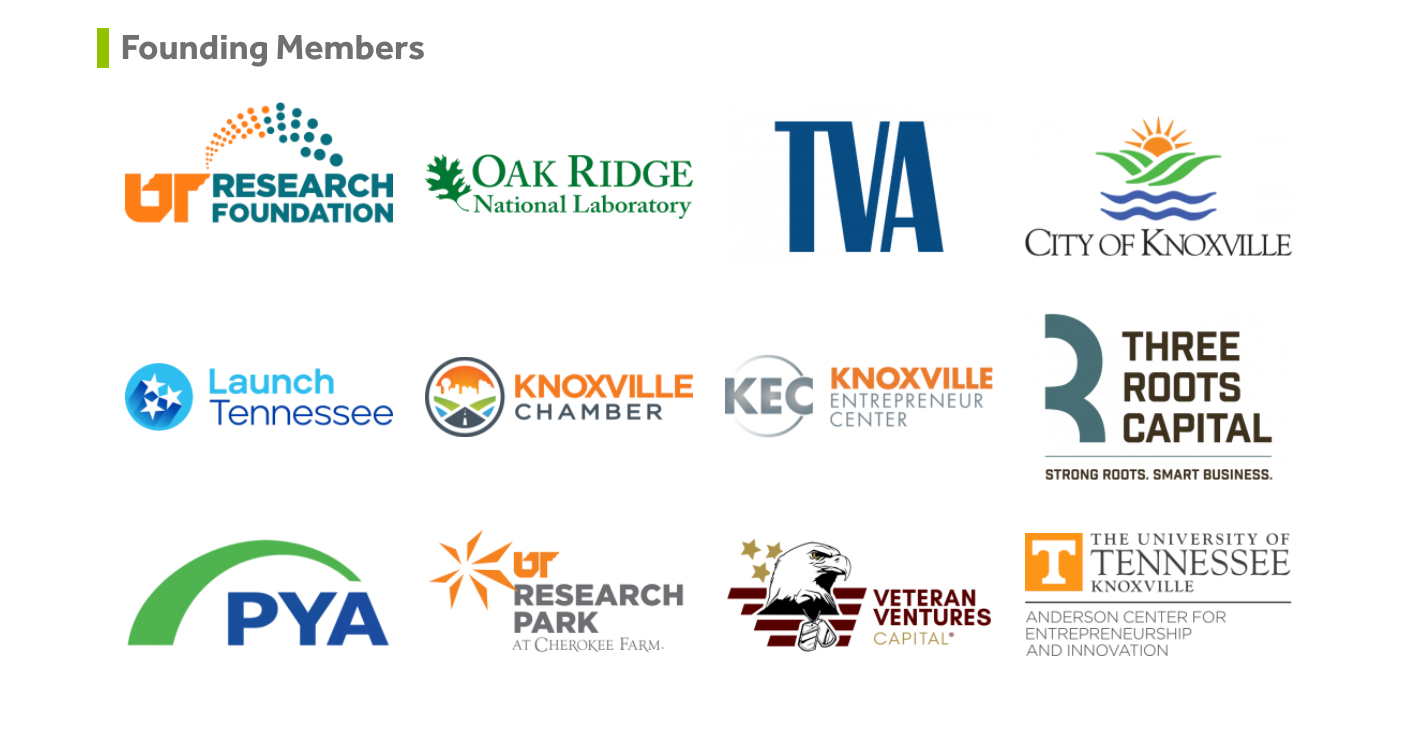 Founding Members
UT RESEARCH
FOUNDATION
OAK RIDGE
National Laboratory
TVA
CITY OF KNOXVILLE
Launch
Tennessee
KNOXVILLE
CHAMBER
KEC
KNOXVILLE
ENTREPRENEUR
CENTER
THREE
ROOTS
CAPITAL
STRONG ROOTS. SMART BUSINESS.
PYA
UT
RESEARCH
PARK
AT CHEROKEE FARM™
VETERAN
VENTURES
CAPITAL®
T
THE UNIVERSITY OF
TENNESSEE
KNOXVILLE
ANDERSON CENTER FOR
ENTREPRENEURSHIP
AND INNOVATION